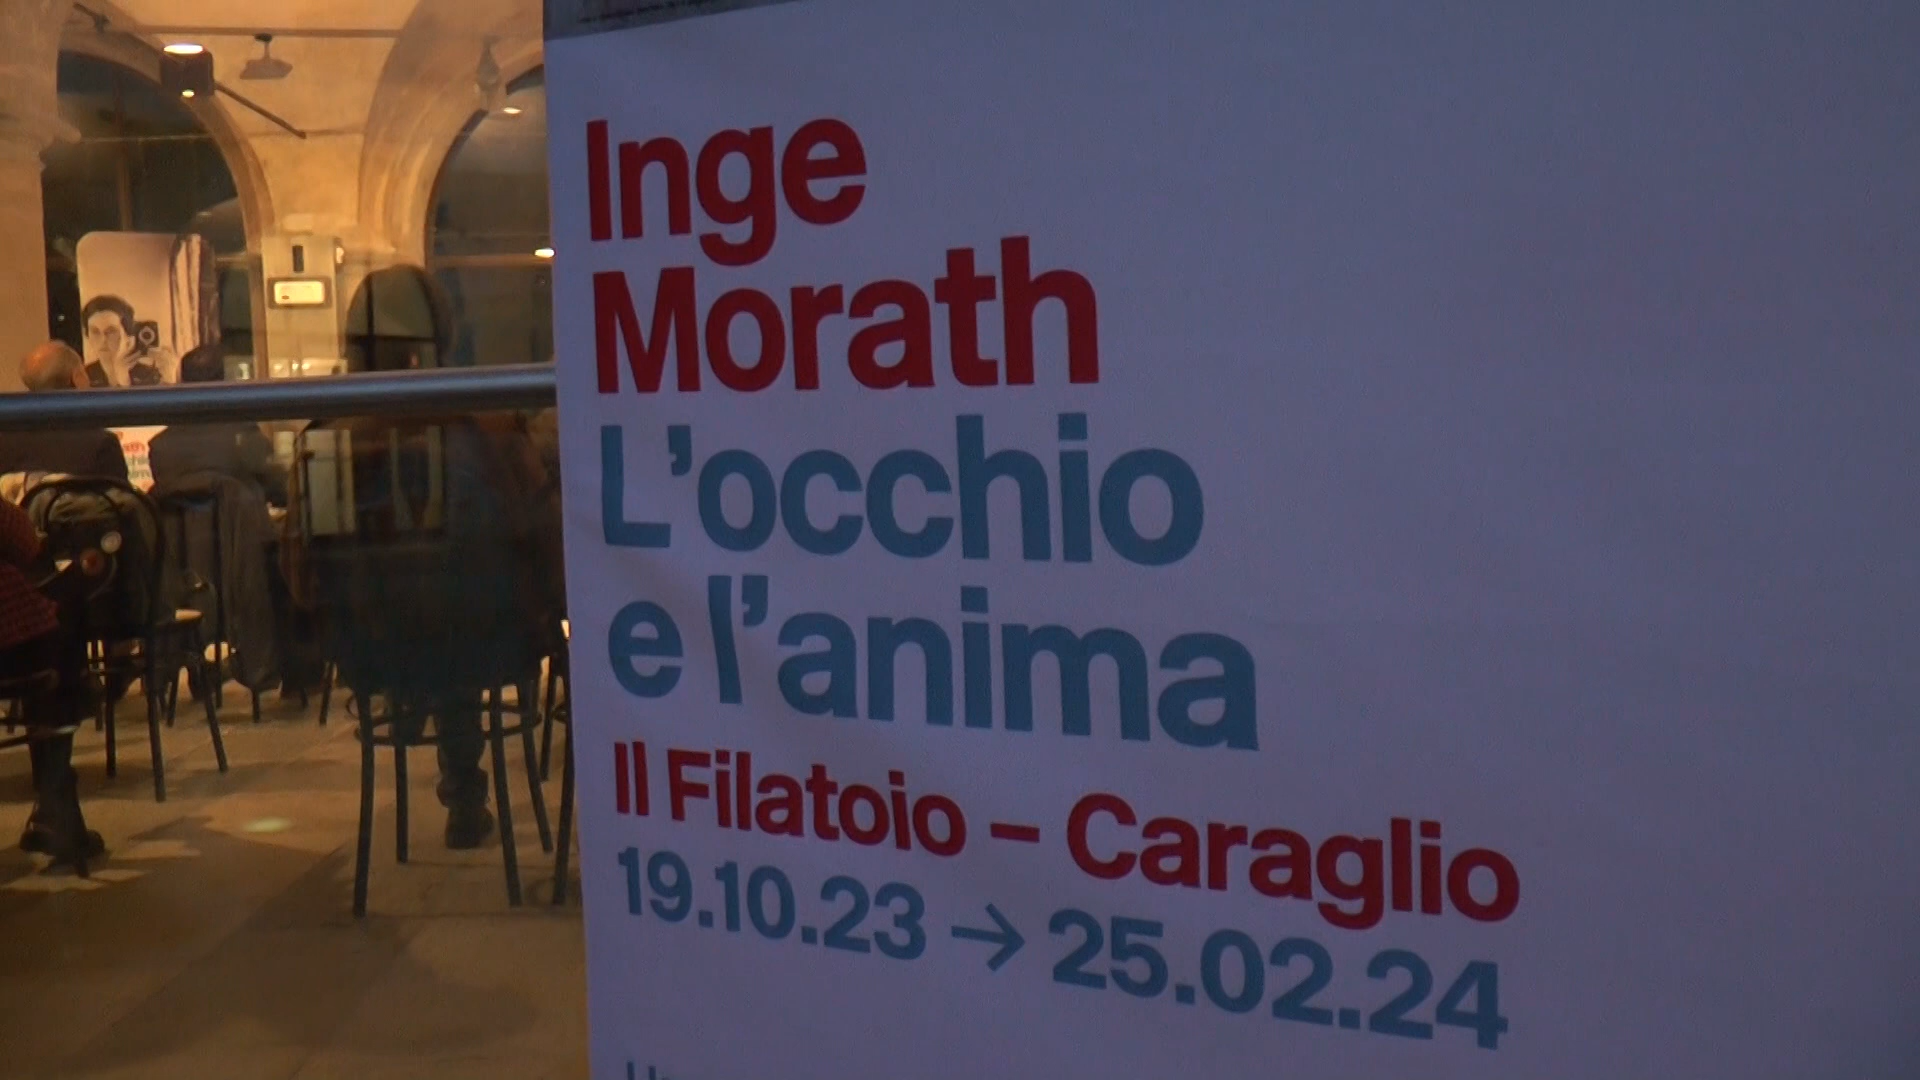 Inge
Morath
L'occhio
e l'anima
Il Filatoio – Caraglio
19.10.23 → 25.02.24